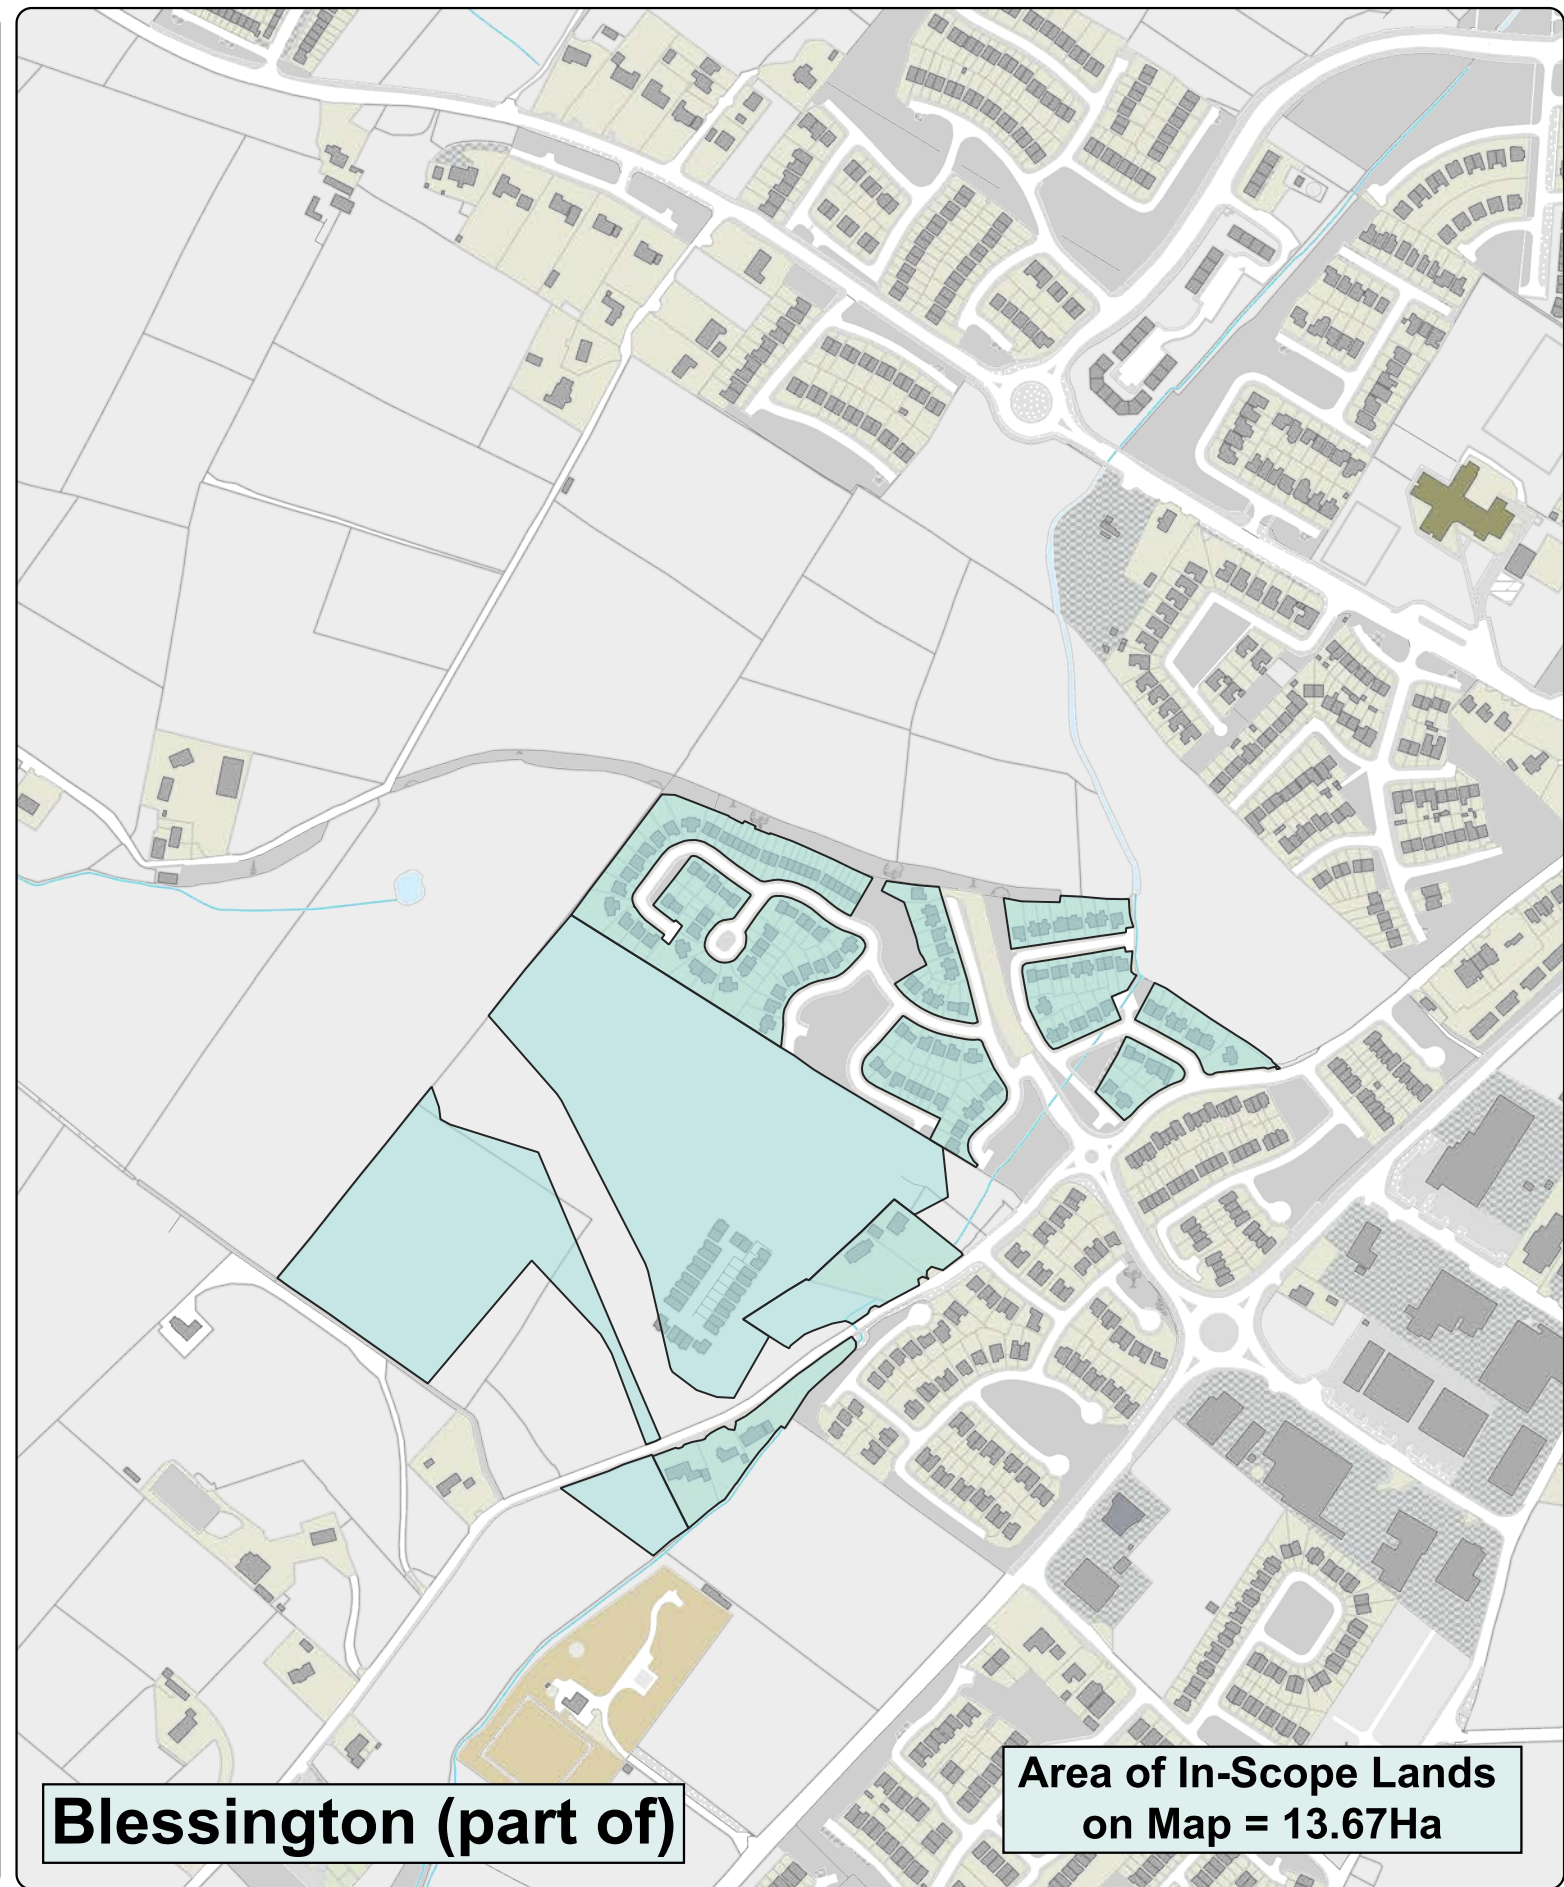 Blessington (part of)
Area of In-Scope Lands
on Map = 13.67Ha